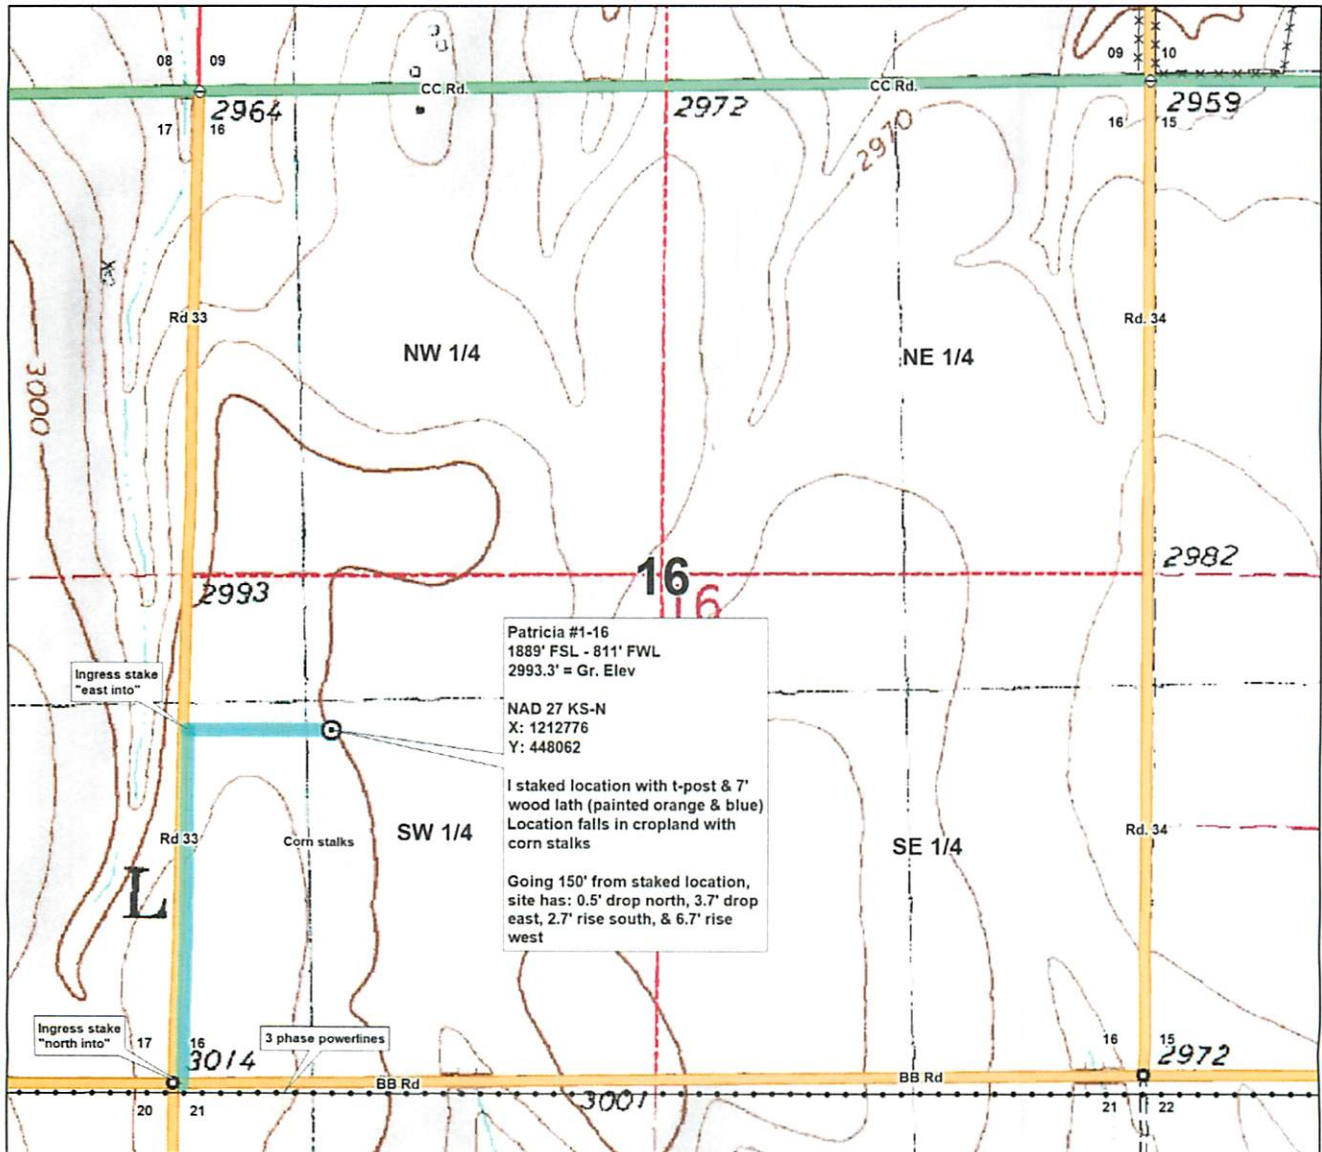 08 09
09 10
CC Rd.
CC Rd.
2964
2972
2959
17 16
16 15
2970
Rd 33
Rd. 34
3000
NW 1/4
NE 1/4
16
2982
2993
16
Patricia #1-16
1889' FSL - 811' FWL
2993.3' = Gr. Elev
NAD 27 KS-N
X: 1212776
Y: 448062
I staked location with t-post & 7'
wood lath (painted orange & blue)
Location falls in cropland with
corn stalks
Going 150' from staked location,
site has: 0.5' drop north, 3.7' drop
east, 2.7' rise south, & 6.7' rise
west
Ingress stake
"east into"
Rd 33
Corn stalks
SW 1/4
SE 1/4
Rd. 34
L
Ingress stake
"north into"
17 16
3014
3 phase powerlines
16 15
2972
BB Rd
BB Rd
3001
20 21
21 22